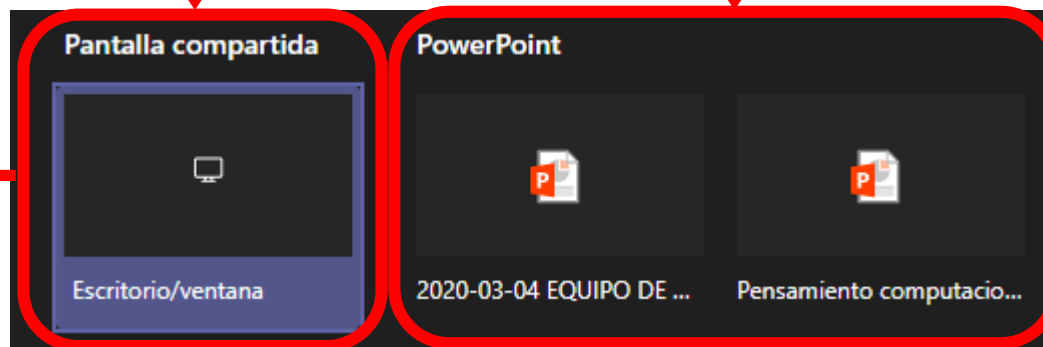 Pantalla compartida
PowerPoint
P
P
Escritorio/ventana
2020-03-04 EQUIPO DE ...
Pensamiento computacio...